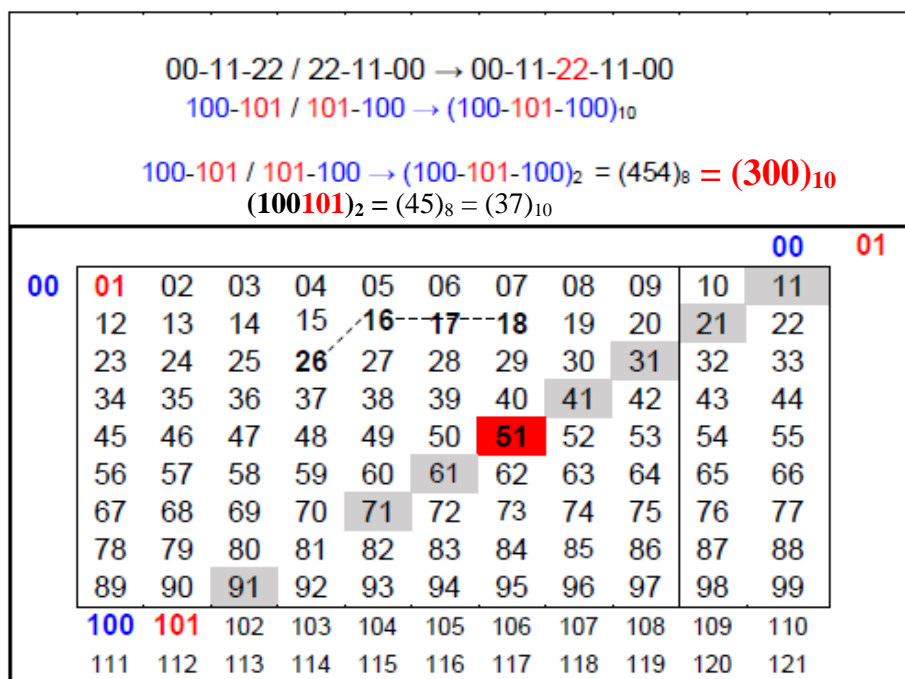 00-11-22 / 22-11-00 → 00-11-22-11-00
100-101 / 101-100 → (100-101-100)₁₀
100-101 / 101-100 → (100-101-100)₂ = (454)₈ = (300)₁₀
(100101)₂ = (45)₈ = (37)₁₀
00 01
00 01 02 03 04 05 06 07 08 09 10 11
12 13 14 15 16 17 18 19 20 21 22
23 24 25 26 27 28 29 30 31 32 33
34 35 36 37 38 39 40 41 42 43 44
45 46 47 48 49 50 51 52 53 54 55
56 57 58 59 60 61 62 63 64 65 66
67 68 69 70 71 72 73 74 75 76 77
78 79 80 81 82 83 84 85 86 87 88
89 90 91 92 93 94 95 96 97 98 99
100 101 102 103 104 105 106 107 108 109 110
111 112 113 114 115 116 117 118 119 120 121